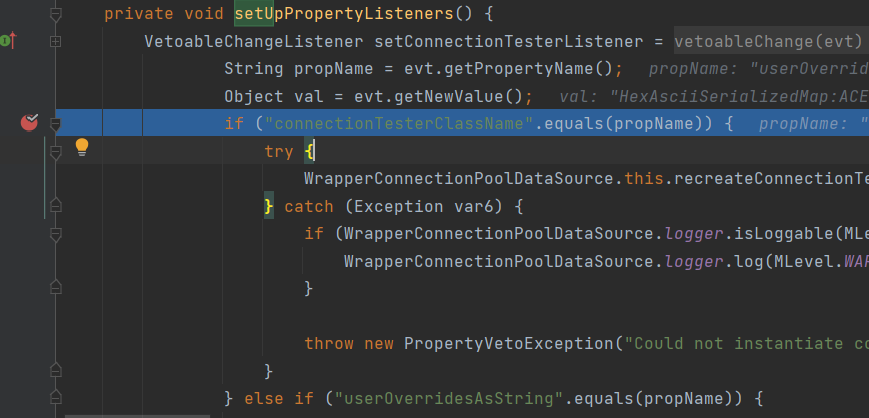 private void setUpPropertyListeners() {
VetoableChangeListener setConnectionTesterListener = vetoableChange(evt)
String propName = evt.getPropertyName(); propName: "userOverrid
Object val = evt.getNewValue(); val: "HexAsciiSerializedMap:ACE
if ("connectionTesterClassName".equals(propName)) { propName: "
try {
WrapperConnectionPoolDataSource.this.recreateConnectionTe
} catch (Exception var6) {
if (WrapperConnectionPoolDataSource.logger.isLoggable(MLe
WrapperConnectionPoolDataSource.logger.log(MLevel.WAR
}
throw new PropertyVetoException("Could not instantiate co
}
} else if ("userOverridesAsString".equals(propName)) {